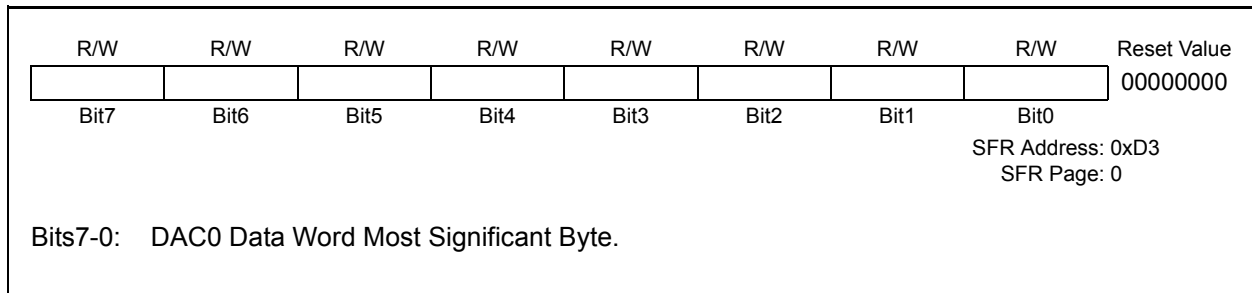 R/W R/W R/W R/W R/W R/W R/W R/W Reset Value
00000000
Bit7 Bit6 Bit5 Bit4 Bit3 Bit2 Bit1 Bit0
SFR Address: 0xD3
SFR Page: 0
Bits7-0: DAC0 Data Word Most Significant Byte.